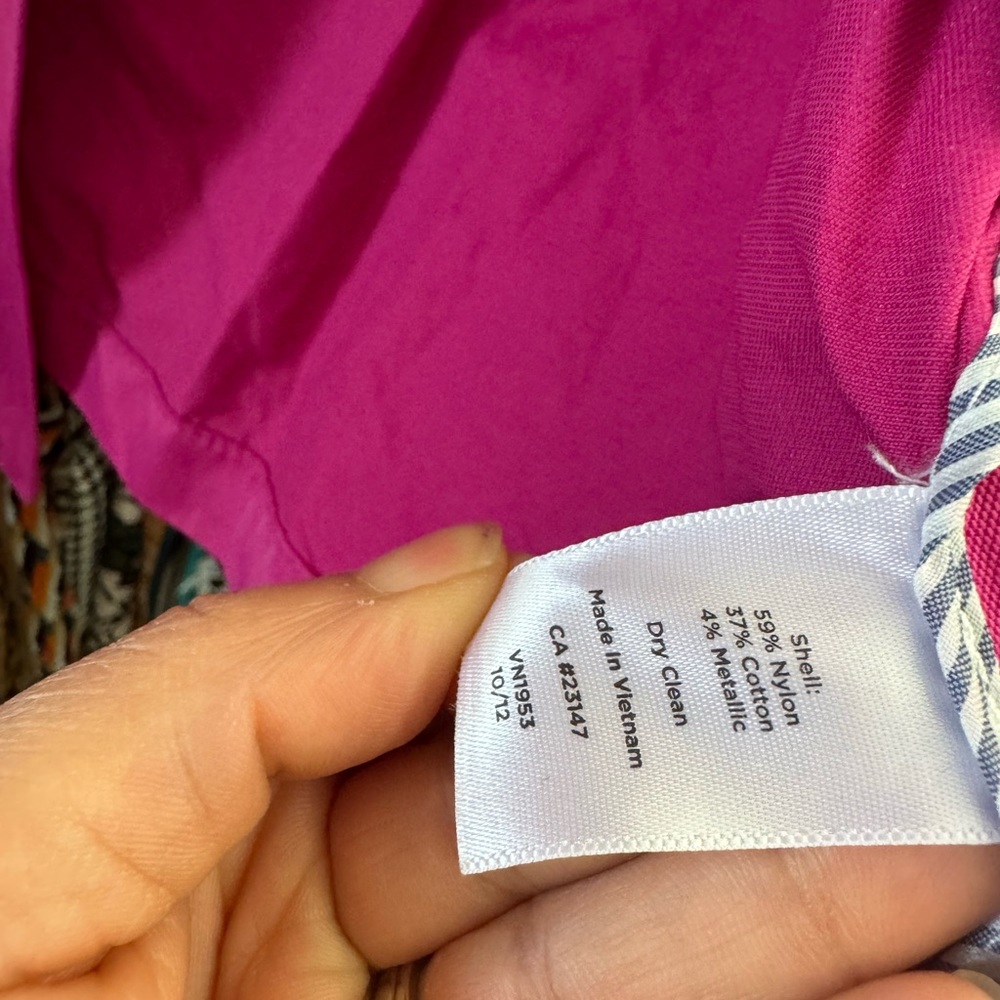 Shell:
59% Nylon
37% Cotton
4% Metallic
Dry Clean
Made in Vietnam
CA #23147
VN1953
10/12